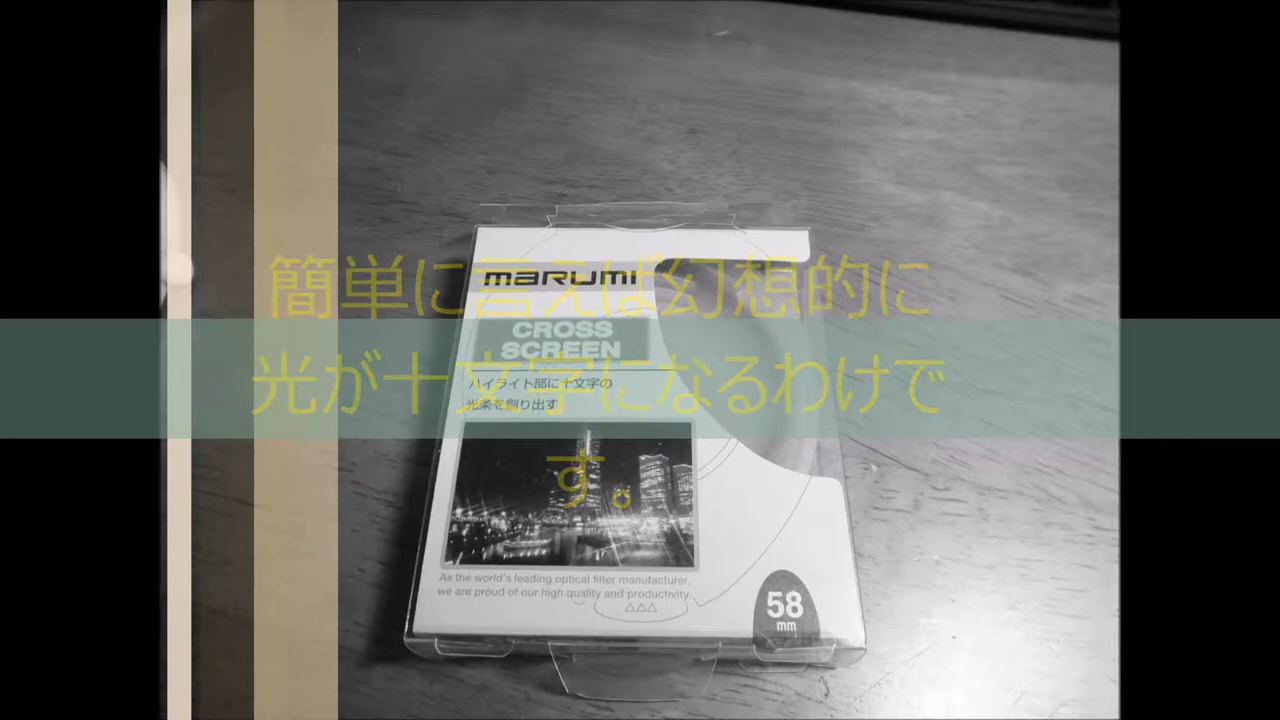 簡単に言えば幻想的に
光が十文字になるわけで
す。
marumi
CROSS
SCREEN
ハイライト部に十文字の
光条を創り出す
As the world's leading optical filter manufacturer,
we are proud of our high quality and productivity.
58
mm